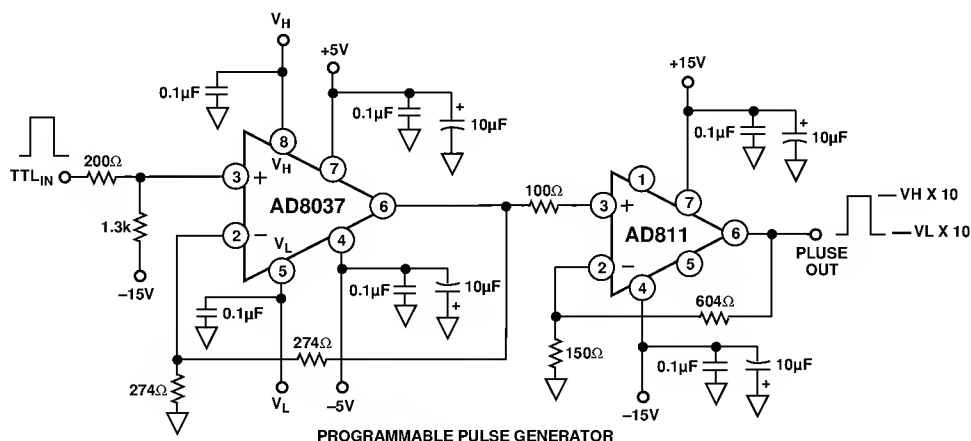 V_H
+5V
+15V
0.1µF
0.1µF
10µF
+
0.1µF
10µF
+
8
V_H
7
TTL_IN
200Ω
3
+
AD8037
6
100Ω
1
7
3
+
AD811
6
VH X 10
VL X 10
PLUSE
OUT
1.3k
2
−
V_L
4
5
2
−
5
4
−15V
0.1µF
0.1µF
10µF
+
604Ω
274Ω
150Ω
0.1µF
10µF
+
274Ω
V_L
−5V
−15V
PROGRAMMABLE PULSE GENERATOR